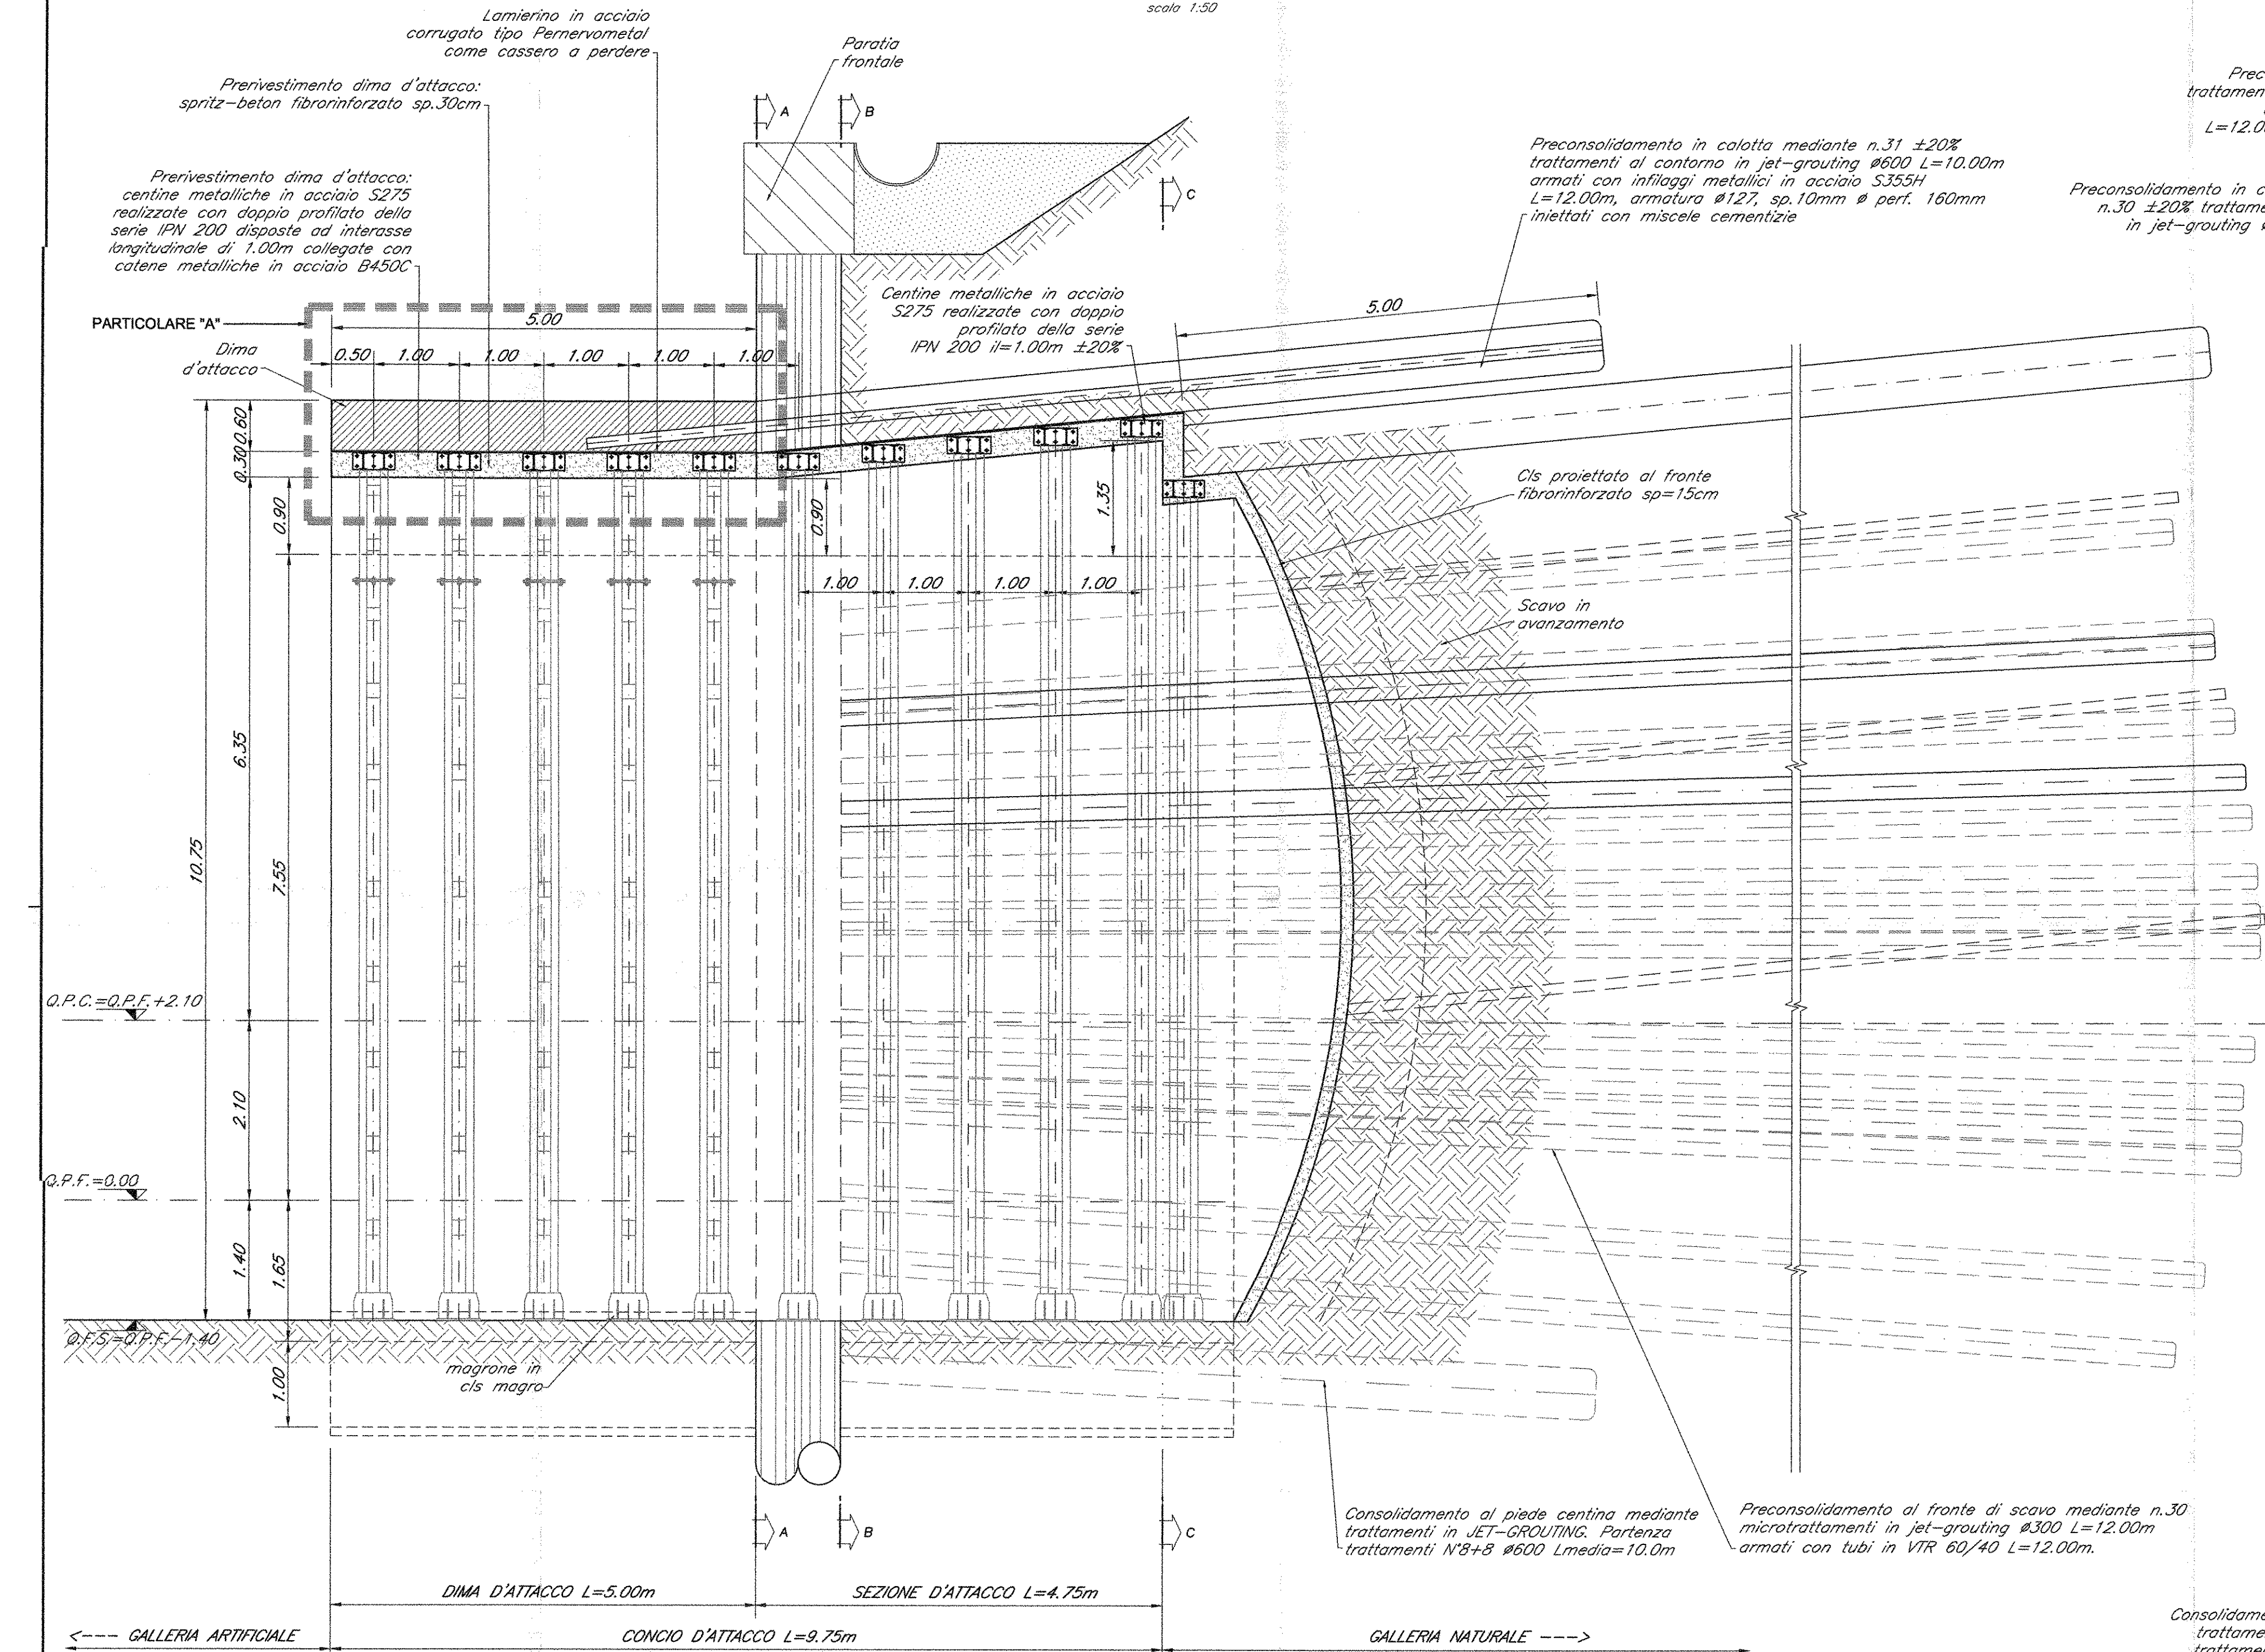 scala 1:50
Lamierino in acciaio
corrugato tipo Pernervometal
come cassero a perdere
Paratia
frontale
Prerivestimento dima d'attacco:
spritz-beton fibrorinforzato sp.30cm
A
B
C
Prerivestimento dima d'attacco:
centine metalliche in acciaio S275
realizzate con doppio profilato della
serie IPN 200 disposte ad interasse
longitudinale di 1.00m collegate con
catene metalliche in acciaio B450C
Preconsolidamento in calotta mediante n.31 ±20%
trattamenti al contorno in jet-grouting ø600 L=10.00m
armati con infilaggi metallici in acciaio S355H
L=12.00m, armatura ø127, sp.10mm ø perf. 160mm
iniettati con miscele cementizie
Prec
trattamen
L=12.0
Preconsolidamento in c
n.30 ±20% trattame
in jet-grouting ø
Centine metalliche in acciaio
S275 realizzate con doppio
profilato della serie
IPN 200 il=1.00m ±20%
PARTICOLARE "A"
5.00
5.00
Dima
d'attacco
0.50
1.00
1.00
1.00
1.00
1.00
0.60
0.30
0.90
0.90
1.35
Cls proiettato al fronte
fibrorinforzato sp=15cm
1.00
1.00
1.00
1.00
Scavo in
avanzamento
6.35
10.75
7.55
Q.P.C.=Q.P.F.+2.10
2.10
Q.P.F.=0.00
1.40
1.65
Q.F.S.=Q.P.F.-1.40
1.00
magrone in
cls magro
A
B
C
Consolidamento al piede centina mediante
trattamenti in JET-GROUTING. Partenza
trattamenti N°8+8 ø600 Lmedia=10.0m
Preconsolidamento al fronte di scavo mediante n.30
microtrattamenti in jet-grouting ø300 L=12.00m
armati con tubi in VTR 60/40 L=12.00m.
DIMA D'ATTACCO L=5.00m
SEZIONE D'ATTACCO L=4.75m
Consolidame
trattame
trattamen
<---- GALLERIA ARTIFICIALE
CONCIO D'ATTACCO L=9.75m
GALLERIA NATURALE --->